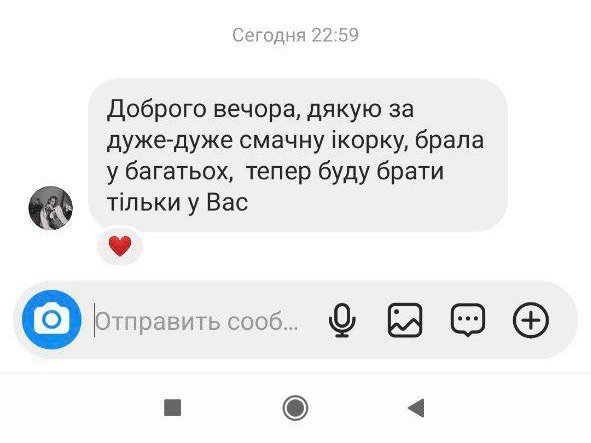 Сегодня 22:59
Доброго вечора, дякую за
дуже-дуже смачну ікорку, брала
у багатьох, тепер буду брати
тільки у Вас
Отправить сооб...